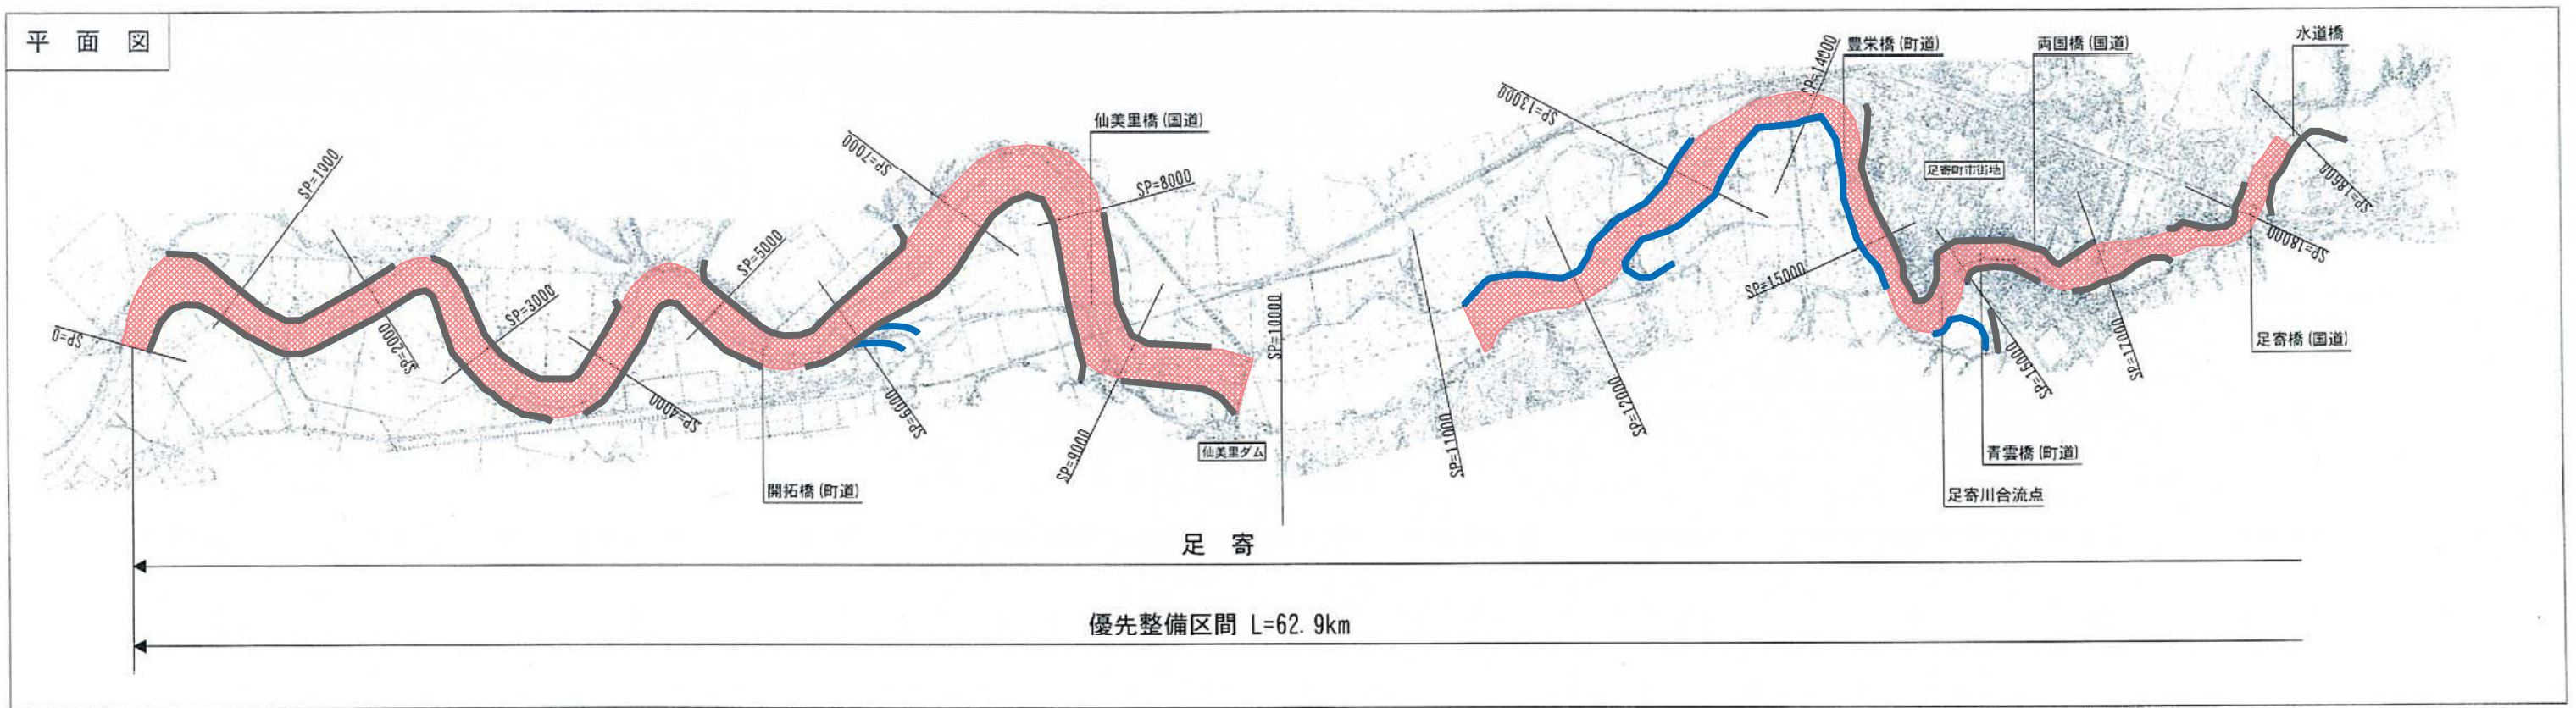 平 面 図
SP=0
SP=1000
SP=2000
SP=3000
SP=4000
SP=5000
開拓橋(町道)
SP=6000
SP=7000
仙美里橋(国道)
SP=8000
SP=9000
仙美里ダム
SP=10000
SP=11000
SP=12000
SP=13000
SP=14000
豊栄橋(町道)
SP=15000
足寄町市街地
両国橋(国道)
水道橋
SP=16000
SP=17000
SP=18000
SP=18600
足寄橋(国道)
青雲橋(町道)
足寄川合流点
足 寄
優先整備区間 L=62.9km